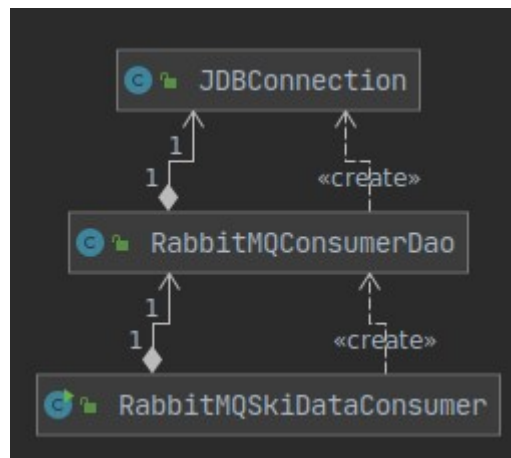 C JDBConnection
1
1 «create»
C RabbitMQConsumerDao
1
1 «create»
C RabbitMQSkiDataConsumer